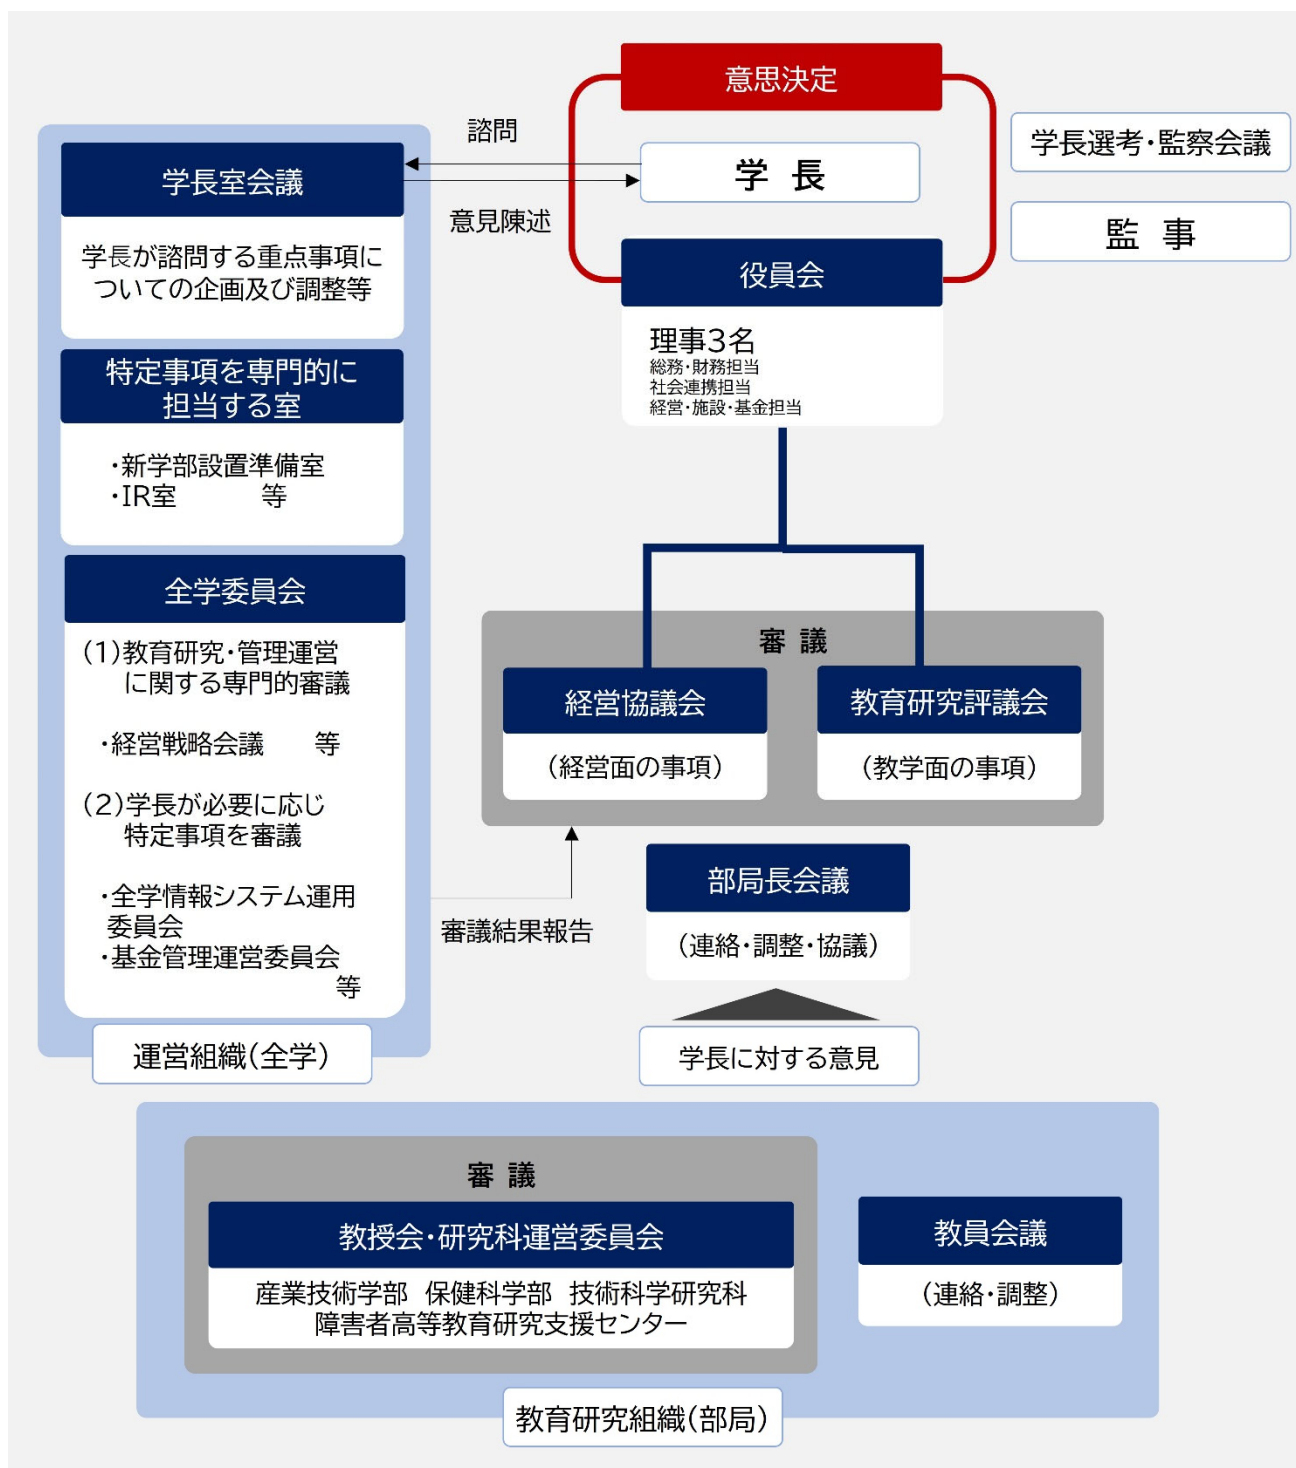 意思決定
諮問
学長
意見陳述
学長選考・監察会議
監事
学長室会議
学長が諮問する重点事項に
ついての企画及び調整等
役員会
理事3名
総務・財務担当
社会連携担当
経営・施設・基金担当
特定事項を専門的に
担当する室
・新学部設置準備室
・IR室　等
全学委員会
(1)教育研究・管理運営
に関する専門的審議
・経営戦略会議　等
(2)学長が必要に応じ
特定事項を審議
・全学情報システム運用
委員会
・基金管理運営委員会
等
運営組織(全学)
審議
経営協議会
(経営面の事項)
教育研究評議会
(教学面の事項)
審議結果報告
部局長会議
(連絡・調整・協議)
学長に対する意見
審議
教授会・研究科運営委員会
産業技術学部　保健科学部　技術科学研究科
障害者高等教育研究支援センター
教員会議
(連絡・調整)
教育研究組織(部局)